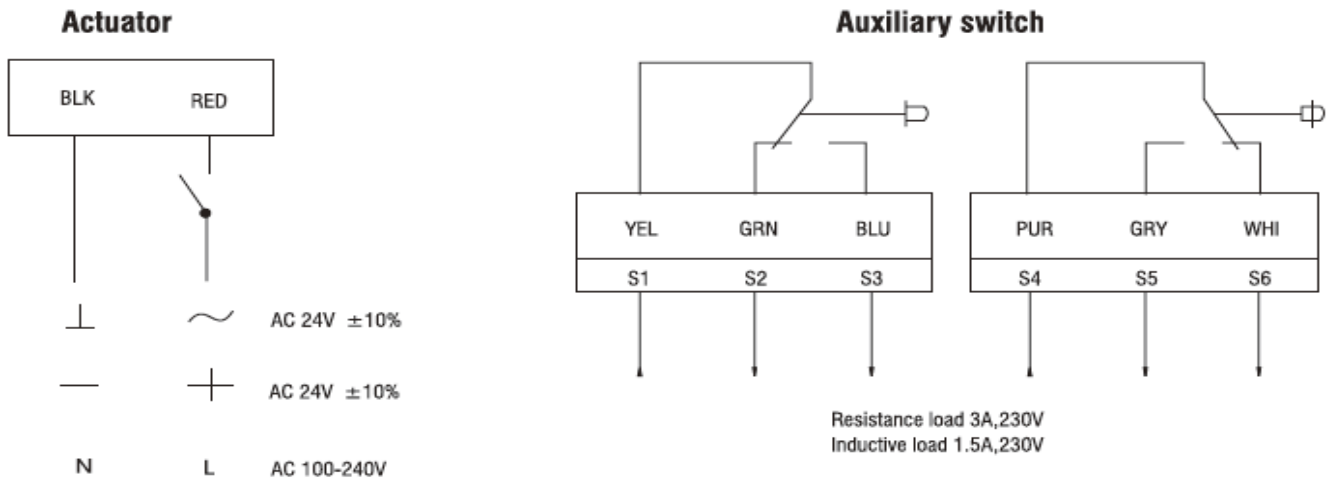 Actuator
BLK RED
AC 24V ±10%
AC 24V ±10%
N L AC 100-240V
Auxiliary switch
YEL GRN BLU
S1 S2 S3
PUR GRY WHI
S4 S5 S6
Resistance load 3A,230V
Inductive load 1.5A,230V